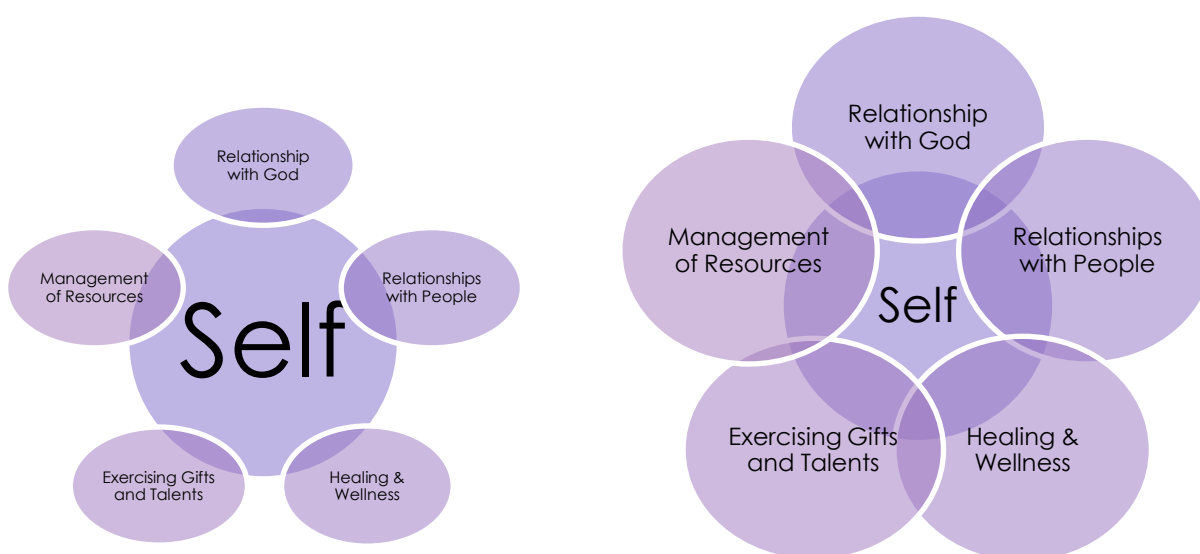 Relationship
with God
Management
of Resources
Relationships
with People
Self
Exercising Gifts
and Talents
Healing &
Wellness
Relationship
with God
Management
of Resources
Relationships
with People
Self
Exercising Gifts
and Talents
Healing &
Wellness